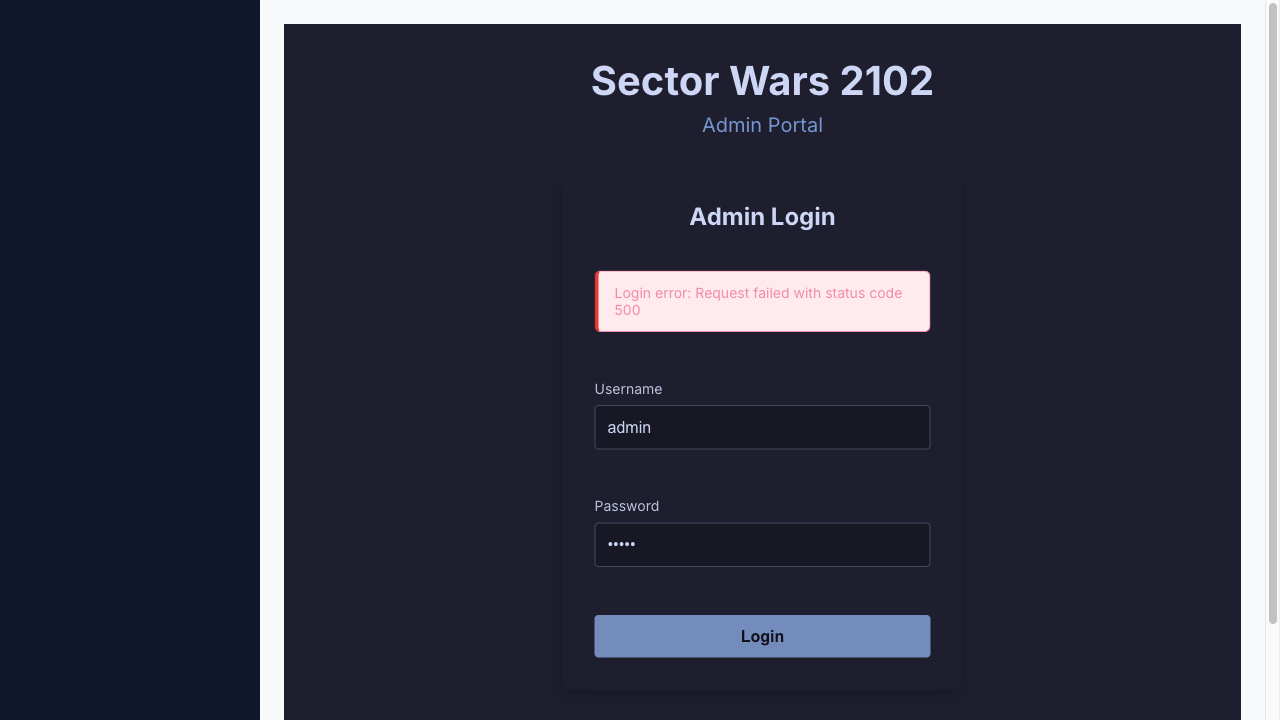 Sector Wars 2102
Admin Portal
Admin Login
Login error: Request failed with status code
500
Username
admin
Password
•••••
Login